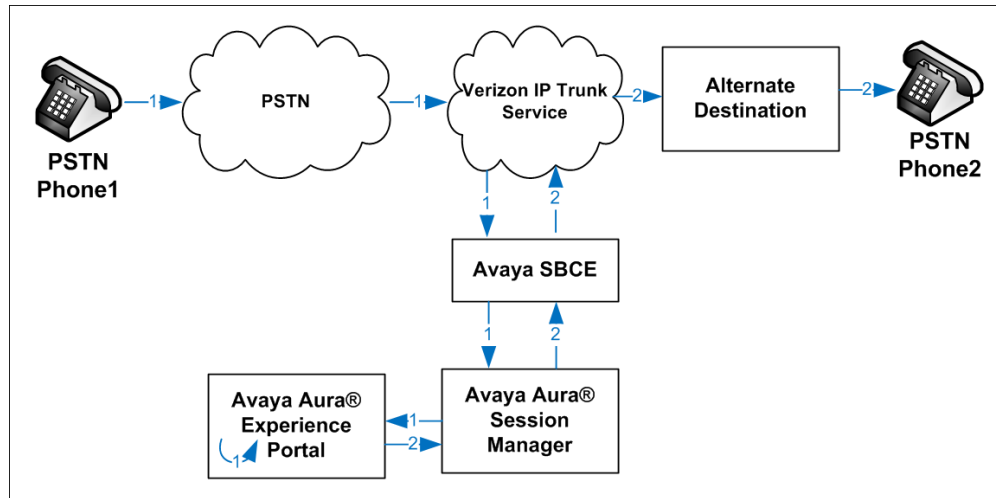 PSTN
Phone1
1
PSTN
1
Verizon IP Trunk
Service
2
Alternate
Destination
2
PSTN
Phone2
1
2
Avaya SBCE
1
2
Avaya Aura®
Experience
Portal
1
1
2
Avaya Aura®
Session
Manager